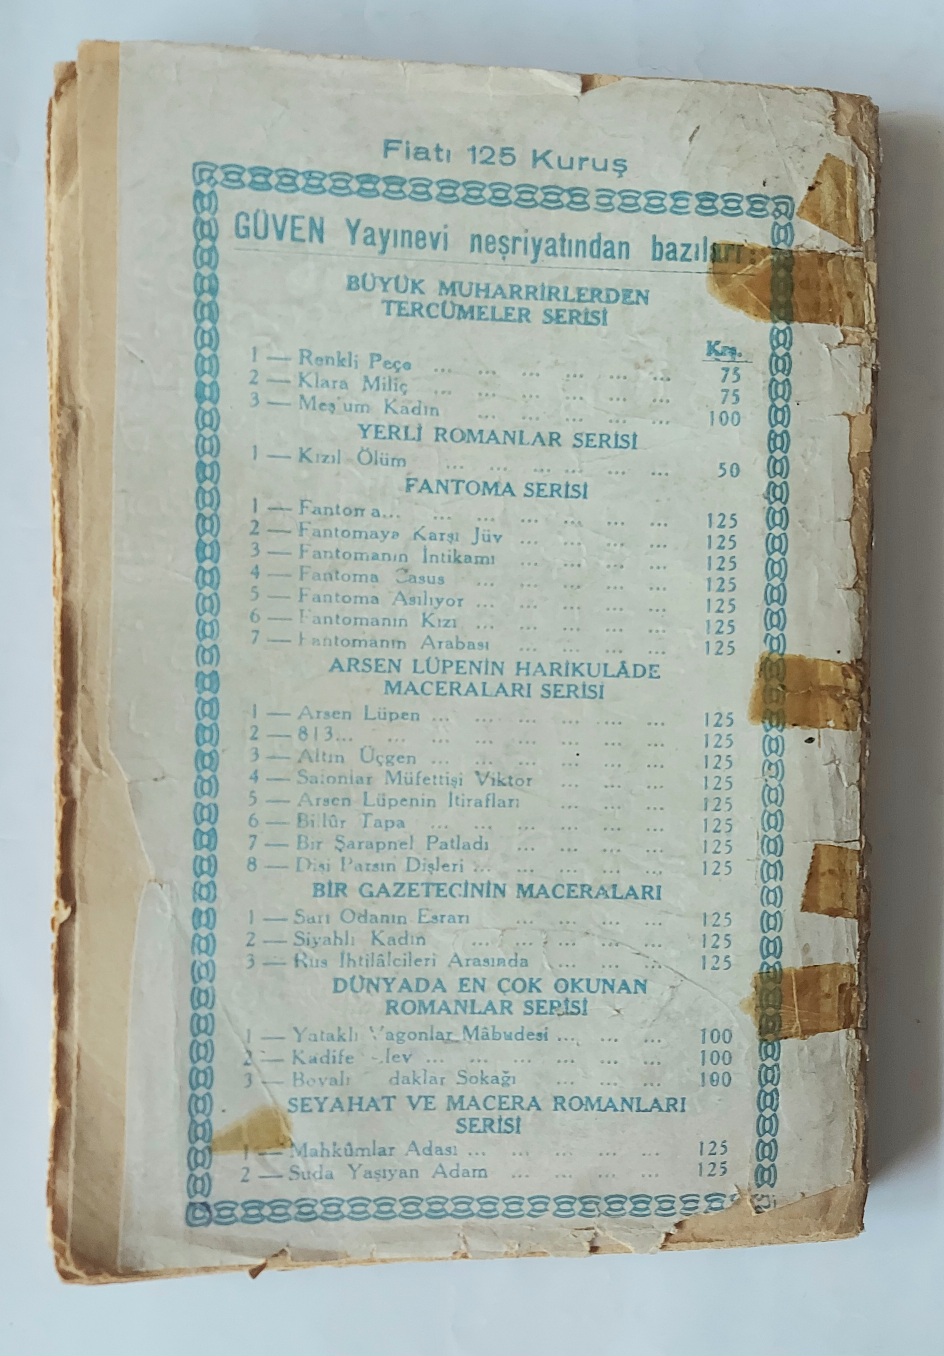 Fiatı 125 Kuruş
GÜVEN Yayınevi neşriyatından bazıları:
BÜYÜK MUHARRİRLERDEN
TERCÜMELER SERİSİ
Krş.
1 — Renkli Peçe ... ... ... ... ... ... 75
2 — Klara Miliç ... ... ... ... ... ... 75
3 — Meş'um Kadın ... ... ... ... ... 100
YERLİ ROMANLAR SERİSİ
1 — Kızıl Ölüm ... ... ... ... ... ... 50
FANTOMA SERİSİ
1 — Fantoma... ... ... ... ... ... ... 125
2 — Fantomaya Karşı Jüv ... ... ... ... 125
3 — Fantomanın İntikamı ... ... ... ... 125
4 — Fantoma Casus ... ... ... ... ... 125
5 — Fantoma Asılıyor ... ... ... ... ... 125
6 — Fantomanın Kızı ... ... ... ... ... 125
7 — Fantomanın Arabası ... ... ... ... 125
ARSEN LÜPENİN HARİKULÂDE
MACERALARI SERİSİ
1 — Arsen Lüpen ... ... ... ... ... ... 125
2 — 813... ... ... ... ... ... ... ... 125
3 — Altın Üçgen ... ... ... ... ... ... 125
4 — Salonlar Müfettişi Viktor ... ... ... 125
5 — Arsen Lüpenin İtirafları ... ... ... 125
6 — Billûr Tapa ... ... ... ... ... ... 125
7 — Bir Şarapnel Patladı ... ... ... ... 125
8 — Dişi Parsın Dişleri ... ... ... ... ... 125
BİR GAZETECİNİN MACERALARI
1 — Sarı Odanın Esrarı ... ... ... ... 125
2 — Siyahlı Kadın ... ... ... ... ... 125
3 — Rus İhtilâlcileri Arasında ... ... ... 125
DÜNYADA EN ÇOK OKUNAN
ROMANLAR SERİSİ
1 — Yataklı Vagonlar Mâbudesi ... ... ... 100
2 — Kadife ... ... ... ... ... ... 100
3 — Sokağı ... ... ... 100
SEYAHAT VE MACERA ROMANLARI
SERİSİ
1 — Mahkûmlar Adası ... ... ... ... ... 125
2 — Suda Yaşıyan Adam ... ... ... ... 125